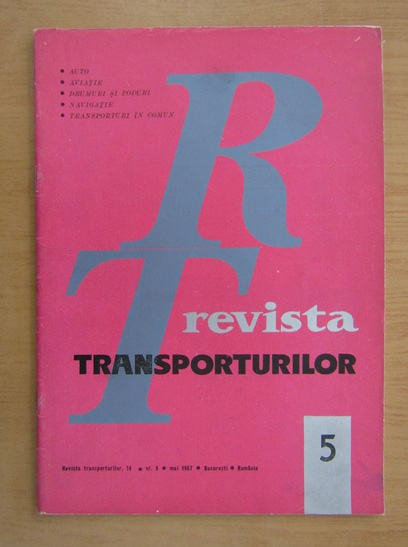 • AUTO
• AVIAȚIE
• DRUMURI ȘI PODURI
• NAVIGAȚIE
• TRANSPORTURI ÎN COMUN
R
T
revista
TRANSPORTURILOR
5
Revista transporturilor, 14 • nr. 5 • mai 1967 • București • România